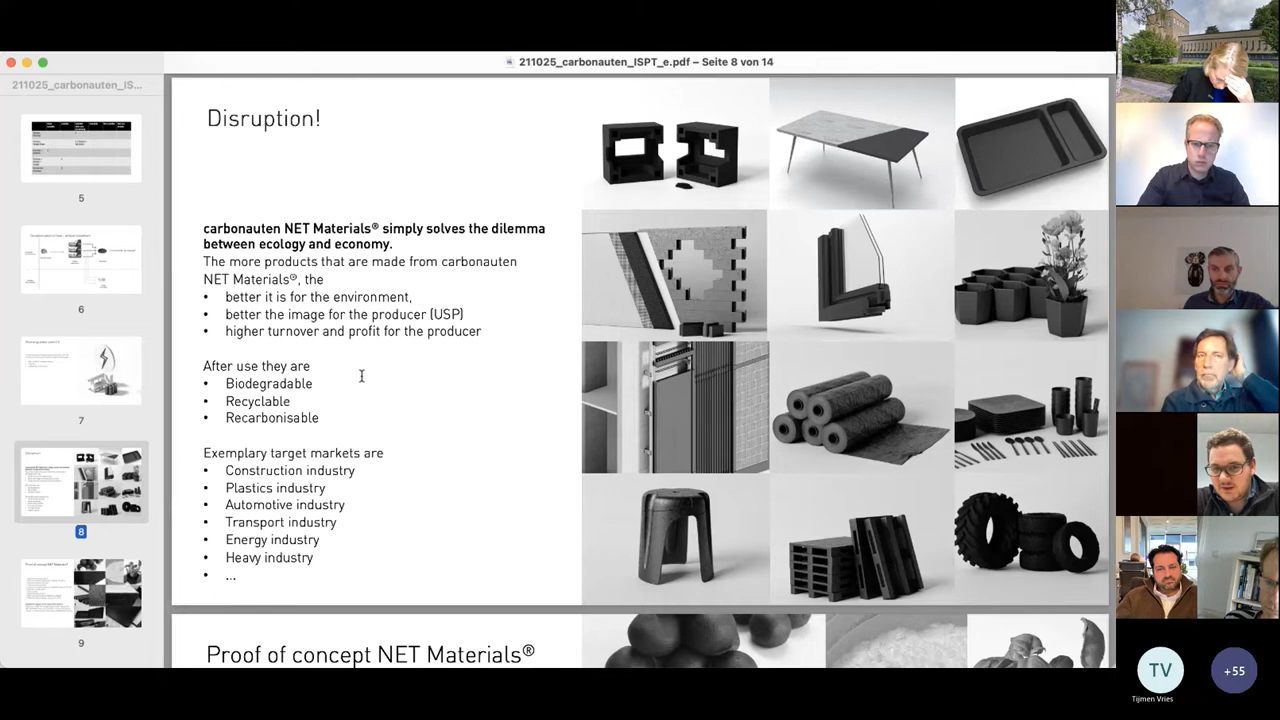 211025_carbonauten_ISPT_e.pdf – Seite 8 von 14
211025_carbonauten_IS...
5
6
7
8
9
Disruption!
carbonauten NET Materials® simply solves the dilemma
between ecology and economy.
The more products that are made from carbonauten
NET Materials®, the
• better it is for the environment,
• better the image for the producer (USP)
• higher turnover and profit for the producer
After use they are
• Biodegradable
• Recyclable
• Recarbonisable
Exemplary target markets are
• Construction industry
• Plastics industry
• Automotive industry
• Transport industry
• Energy industry
• Heavy industry
• ...
Proof of concept NET Materials®
TV
Tijmen Vries
+55